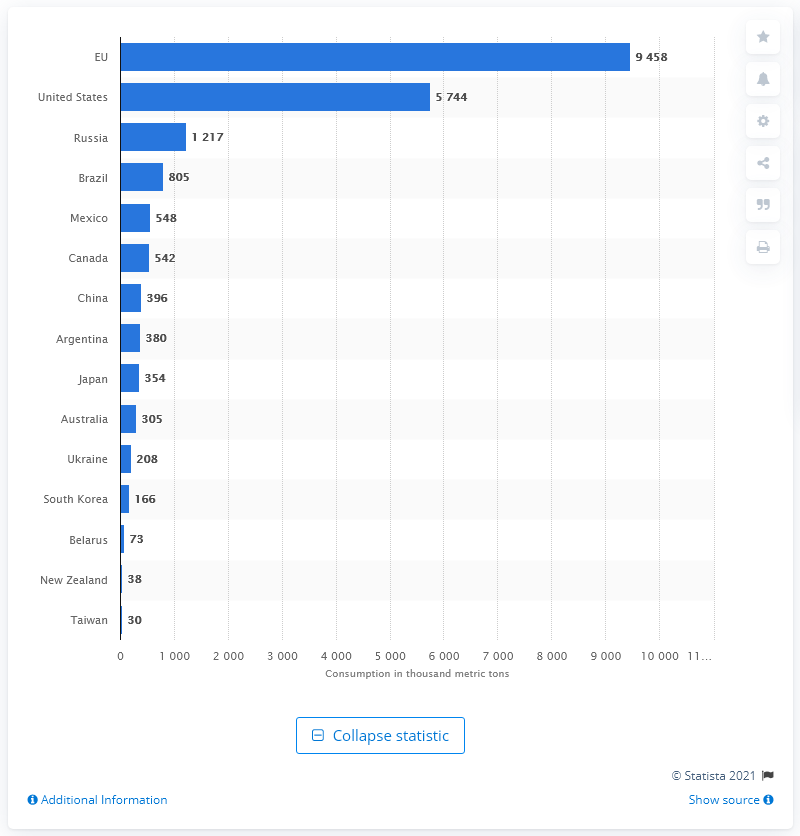 EU 9 458
United States 5 744
Russia 1 217
Brazil 805
Mexico 548
Canada 542
China 396
Argentina 380
Japan 354
Australia 305
Ukraine 208
South Korea 166
Belarus 73
New Zealand 38
Taiwan 30
0 1 000 2 000 3 000 4 000 5 000 6 000 7 000 8 000 9 000 10 000 11…
Consumption in thousand metric tons
Collapse statistic
© Statista 2021
Additional Information Show source